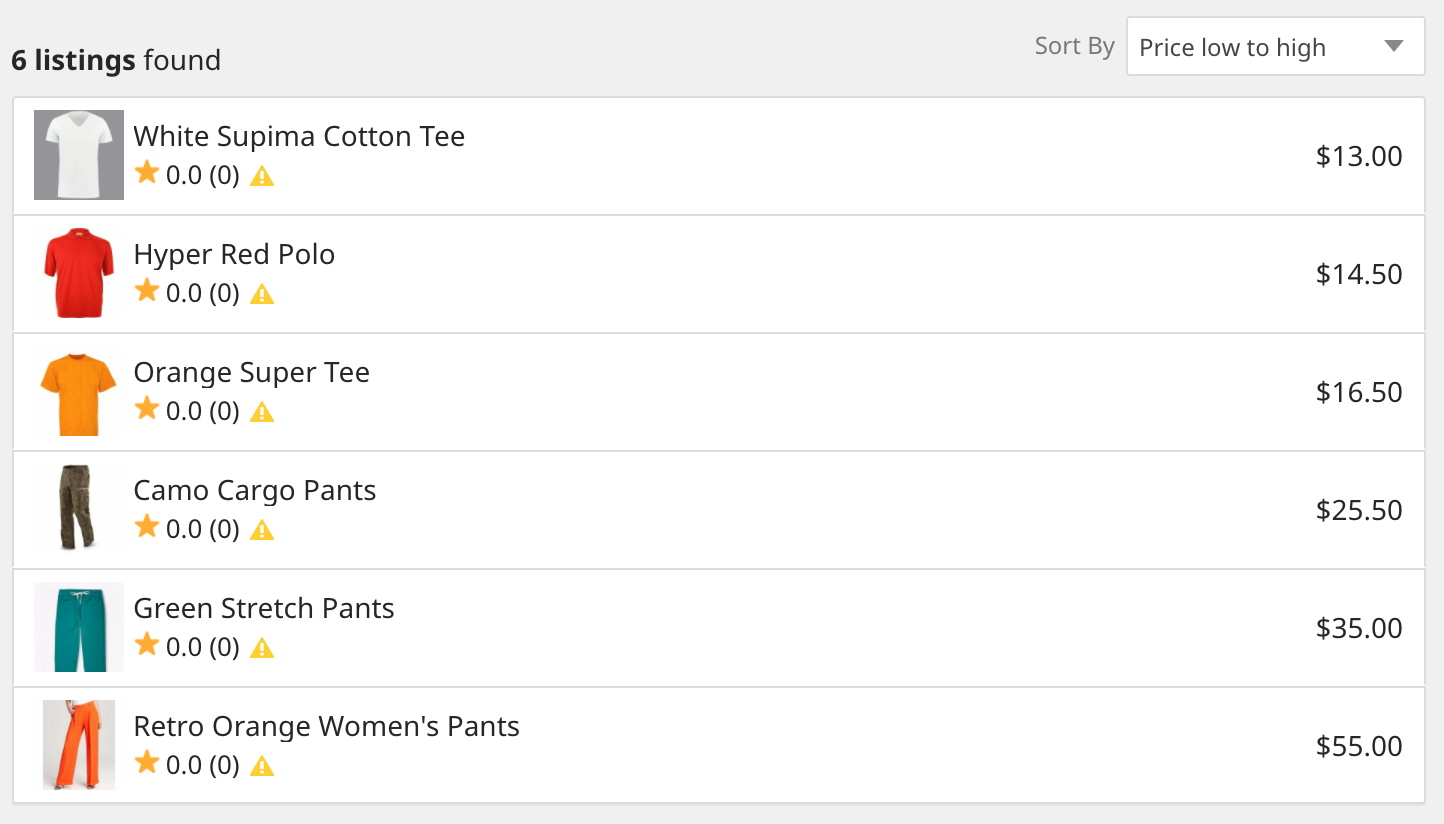 6 listings found
Sort By
Price low to high
White Supima Cotton Tee
0.0 (0)
$13.00
Hyper Red Polo
0.0 (0)
$14.50
Orange Super Tee
0.0 (0)
$16.50
Camo Cargo Pants
0.0 (0)
$25.50
Green Stretch Pants
0.0 (0)
$35.00
Retro Orange Women's Pants
0.0 (0)
$55.00